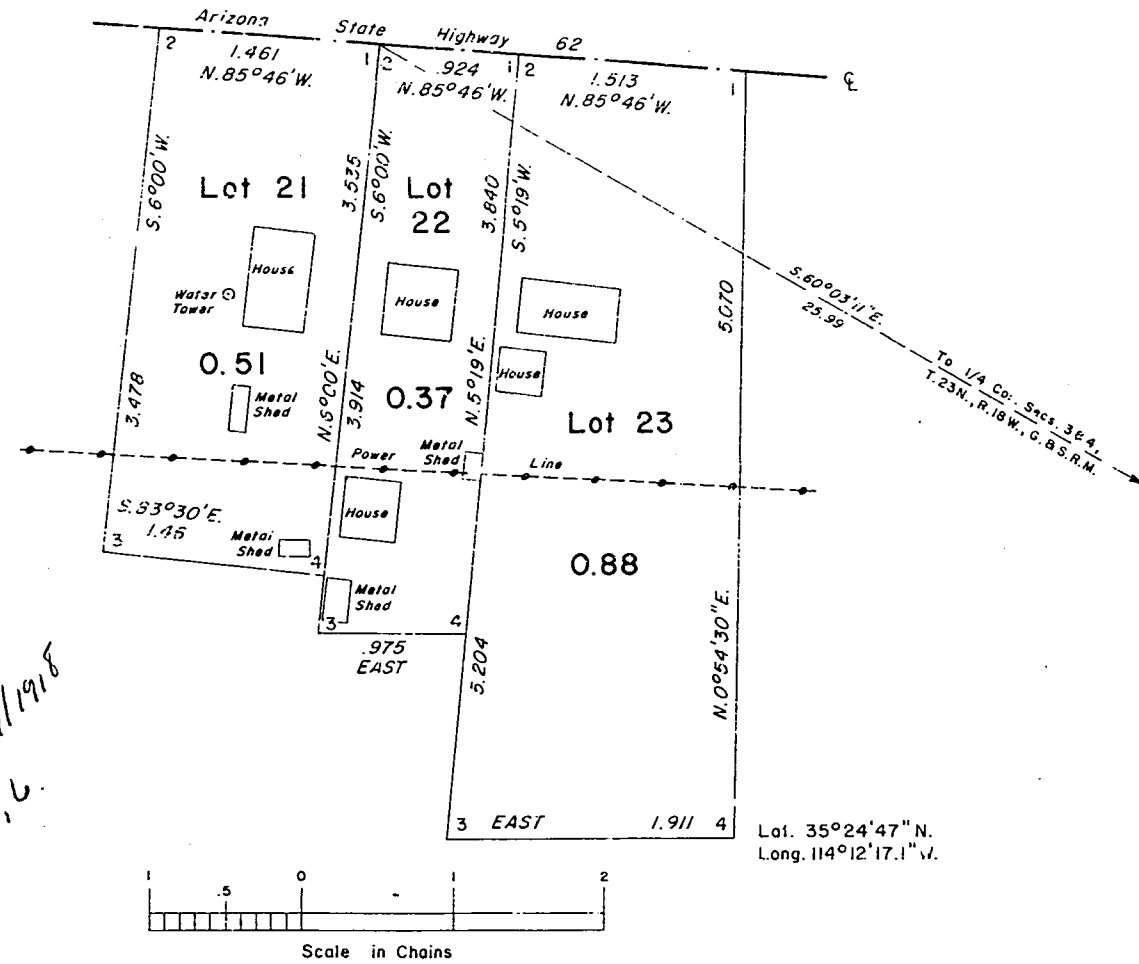 Arizona State Highway 62
℄
2
1.461
N.85°46'W.
1
2
.924
N.85°46'W.
1
2
1.513
N.85°46'W.
1
S.6°00'W.
3.478
Lot 21
House
Water
Tower
0.51
Metal
Shed
3.535
S.6°00'W.
N.6°00'E.
3.914
Lot
22
House
0.37
3.840
S.5°19'W.
N.5°19'E.
House
House
Lot 23
5.070
S.60°03'11"E.
25.99
To 1/4 Cor. Secs. 3&4,
T.23N.,R.18W.,G.&S.R.M.
Power Line
Metal
Shed
S.83°30'E.
1.46
3
Metal
Shed
4
House
Metal
Shed
3
4
.975
EAST
0.88
5.204
N.0°54'30"E.
3 EAST 1.911 4
Lat. 35°24'47"N.
Long. 114°12'17.1"W.
/1918
1 .5 0 1 2
Scale in Chains